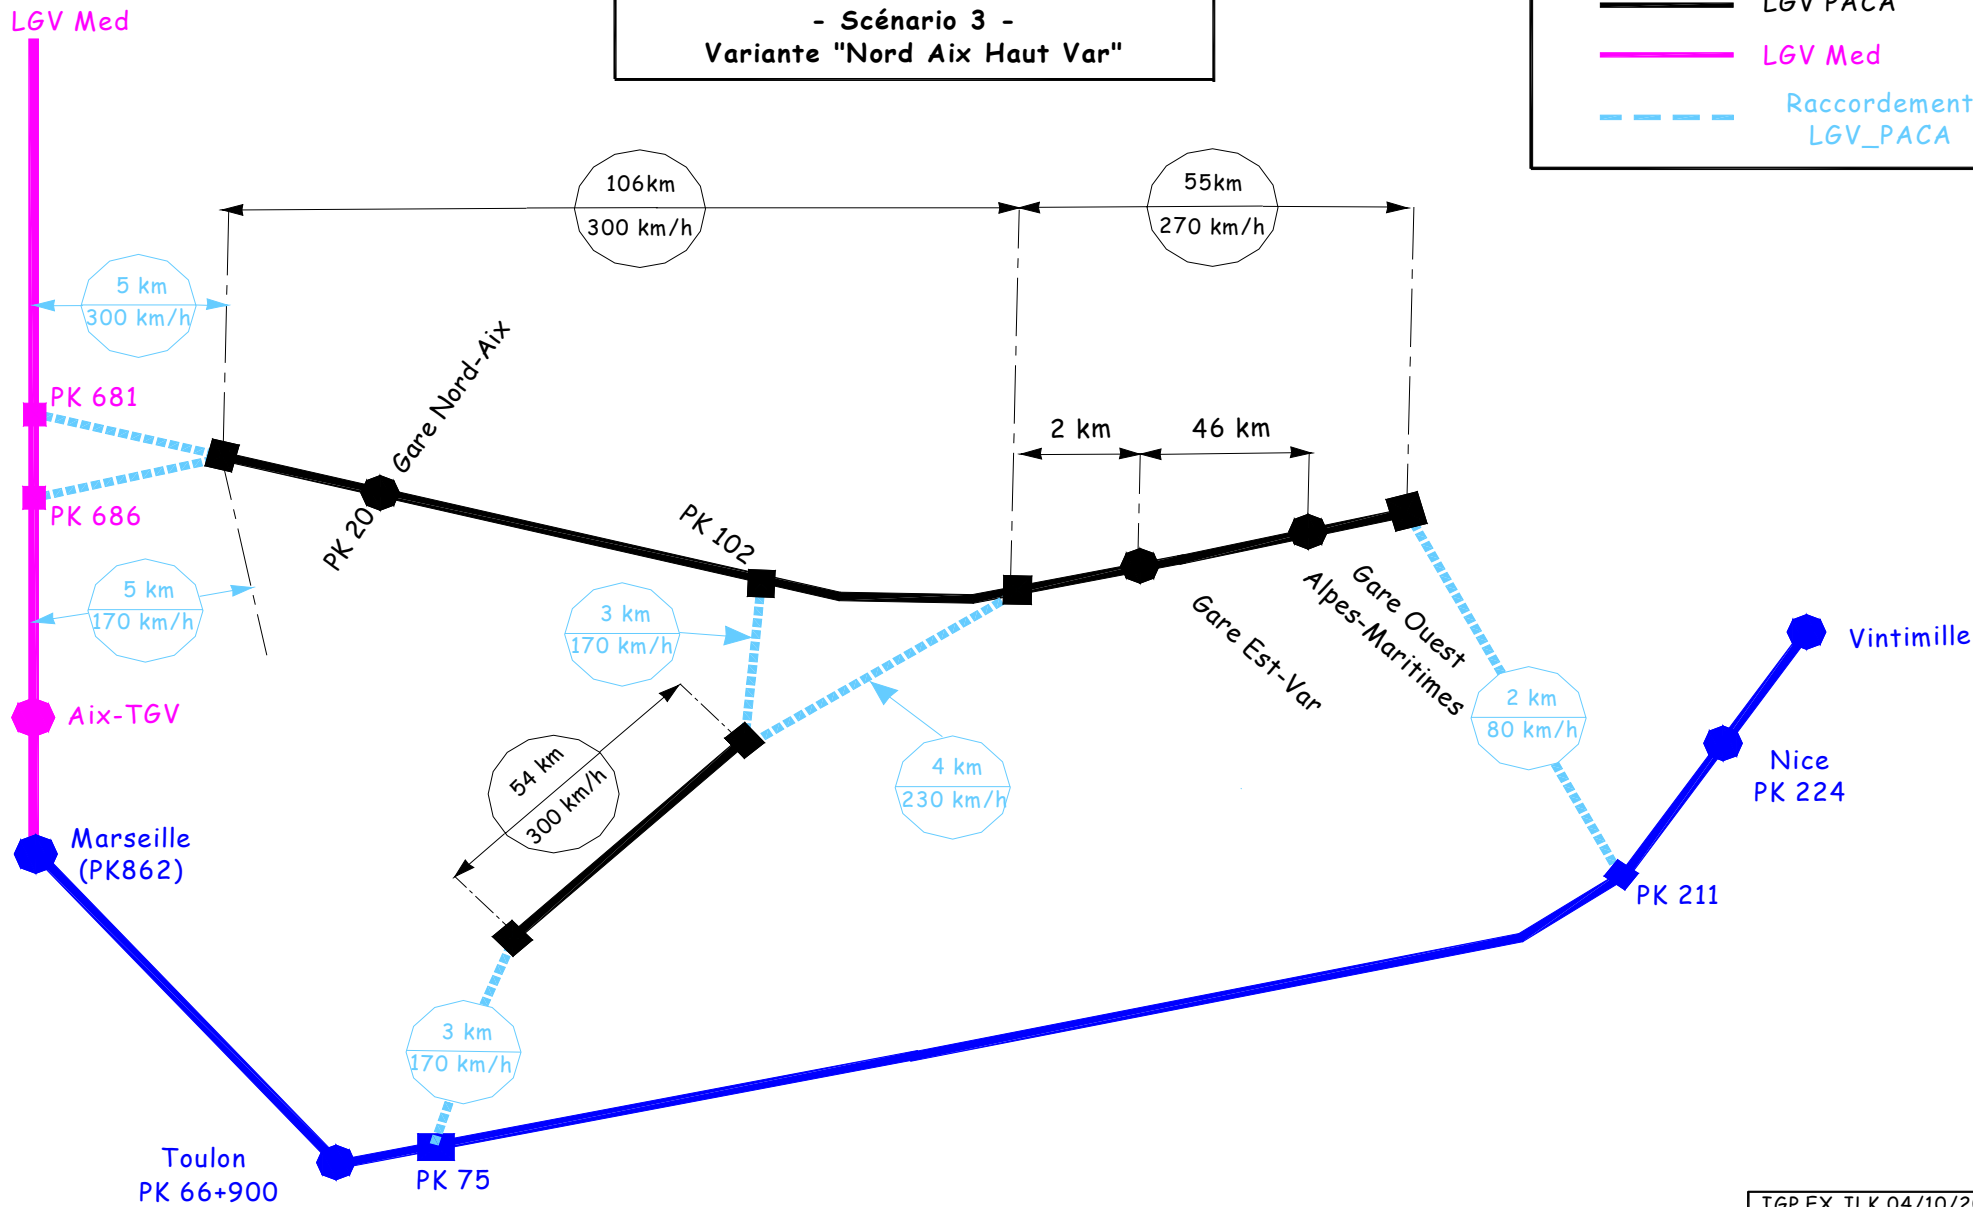 LGV Med
- Scénario 3 -
Variante "Nord Aix Haut Var"
LGV PACA
LGV Med
Raccordement
LGV_PACA
106km
300 km/h
55km
270 km/h
5 km
300 km/h
PK 681
PK 686
Gare Nord-Aix
PK 20
PK 102
2 km
46 km
5 km
170 km/h
3 km
170 km/h
Gare Est-Var
Gare Ouest
Alpes-Maritimes
Vintimille
2 km
80 km/h
Aix-TGV
54 km
300 km/h
4 km
230 km/h
Nice
PK 224
Marseille
(PK862)
PK 211
3 km
170 km/h
Toulon
PK 66+900
PK 75